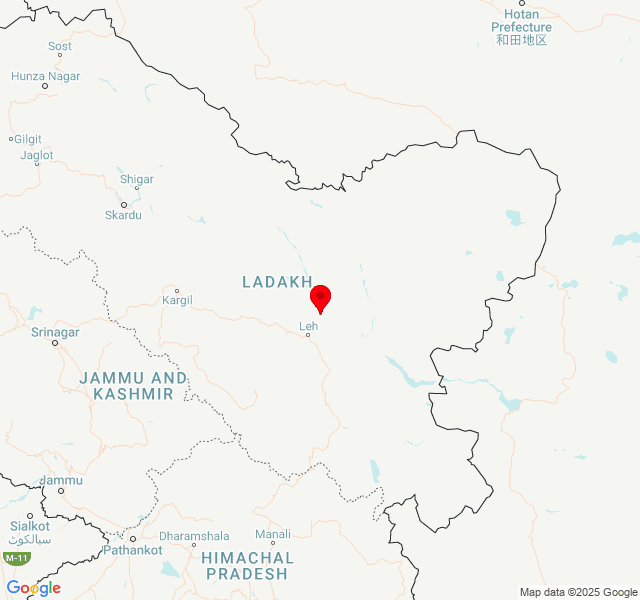 Hotan
Prefecture
和田地区
Sost
Hunza Nagar
Gilgit
Jaglot
Shigar
Skardu
LADAKH
Kargil
Leh
Srinagar
JAMMU AND
KASHMIR
Jammu
Sialkot
سیالکوٹ
M-11
Pathankot
Dharamshala
Manali
HIMACHAL
PRADESH
Google
Map data ©2025 Google